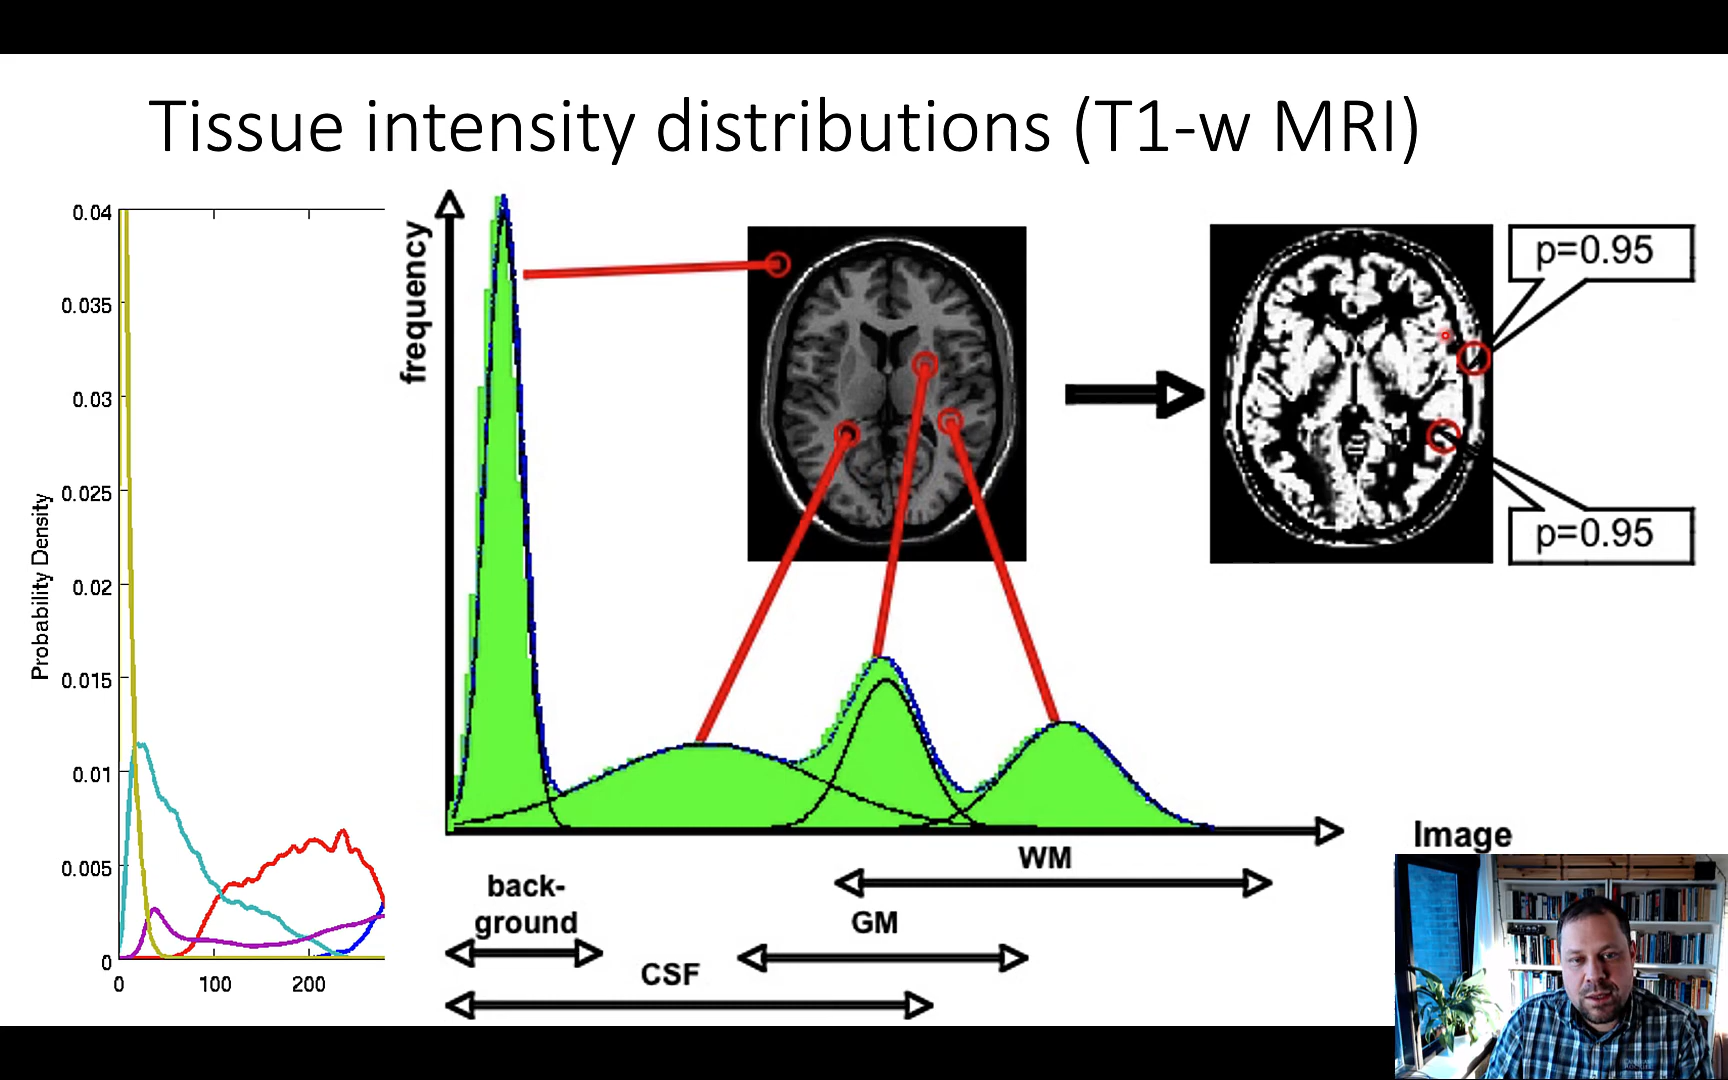 Tissue intensity distributions (T1-w MRI)
0.04
0.035
0.03
0.025
0.02
0.015
0.01
0.005
0
Probability Density
0
100
200
frequency
p=0.95
p=0.95
Image
WM
back-
ground
GM
CSF